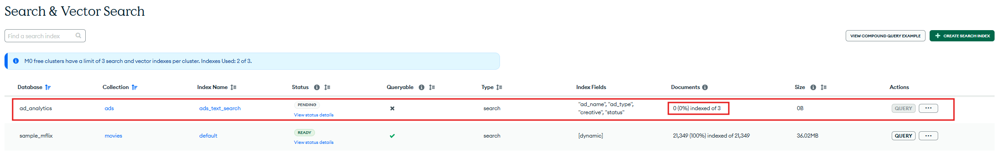 Search & Vector Search
Find a search index
VIEW COMPOUND QUERY EXAMPLE
CREATE SEARCH INDEX
M0 free clusters have a limit of 3 search and vector indexes per cluster. Indexes Used: 2 of 3.
Database Collection Index Name Status Queryable Type Index Fields Documents Size Actions
ad_analytics ads ads_text_search PENDING search "ad_name", "ad_type", 0 (0%) indexed of 3 0B QUERY ...
View status details "creative", "status"
sample_mflix movies default READY search [dynamic] 21,349 (100%) indexed of 21,349 36.02MB QUERY ...
View status details